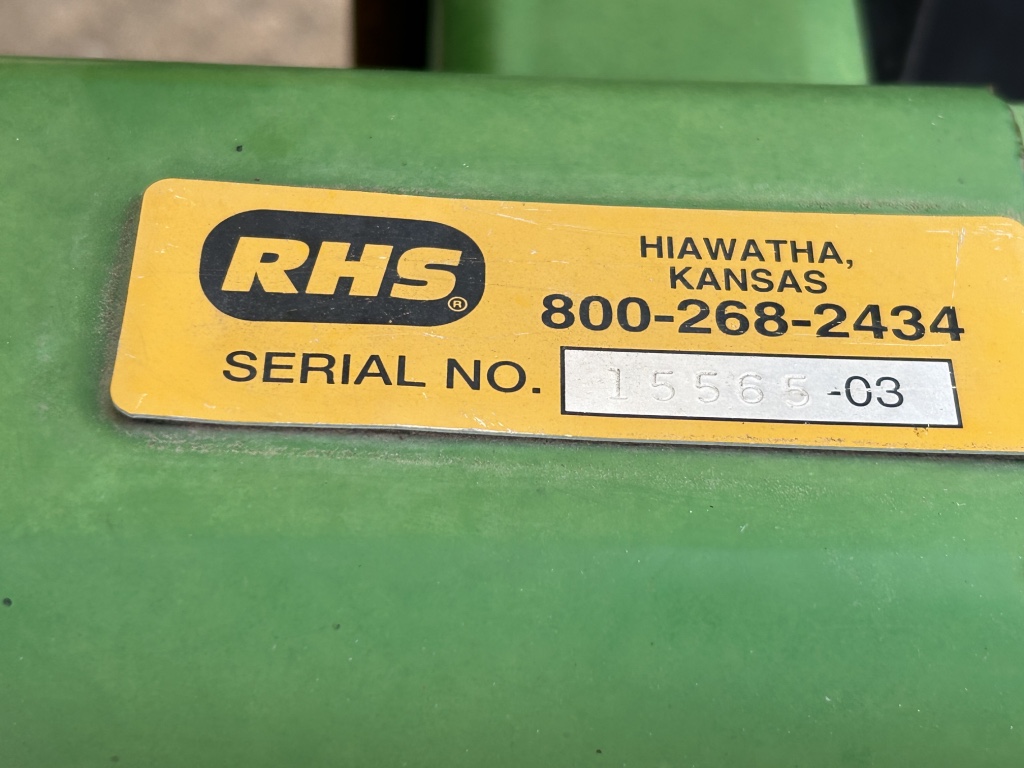 RHS®
HIAWATHA,
KANSAS
800-268-2434
SERIAL NO. 15565-03